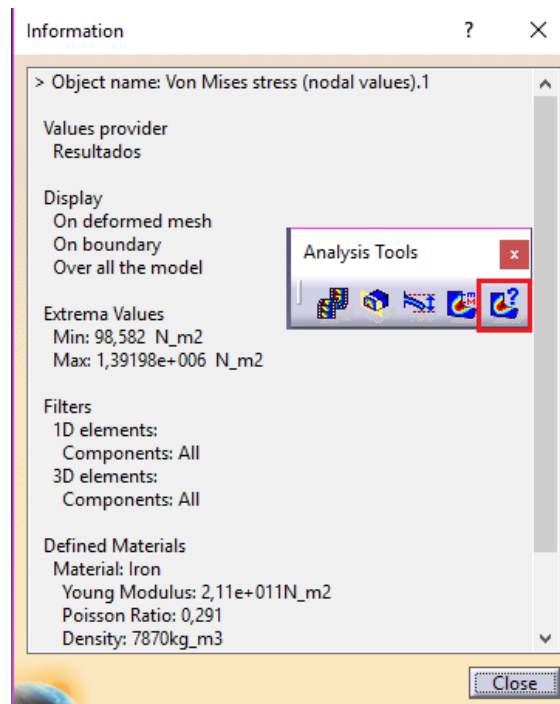 Information
> Object name: Von Mises stress (nodal values).1
Values provider
Resultados
Display
On deformed mesh
On boundary
Over all the model
Analysis Tools
Extrema Values
Min: 98,582 N_m2
Max: 1,39198e+006 N_m2
Filters
1D elements:
Components: All
3D elements:
Components: All
Defined Materials
Material: Iron
Young Modulus: 2,11e+011N_m2
Poisson Ratio: 0,291
Density: 7870kg_m3
Close